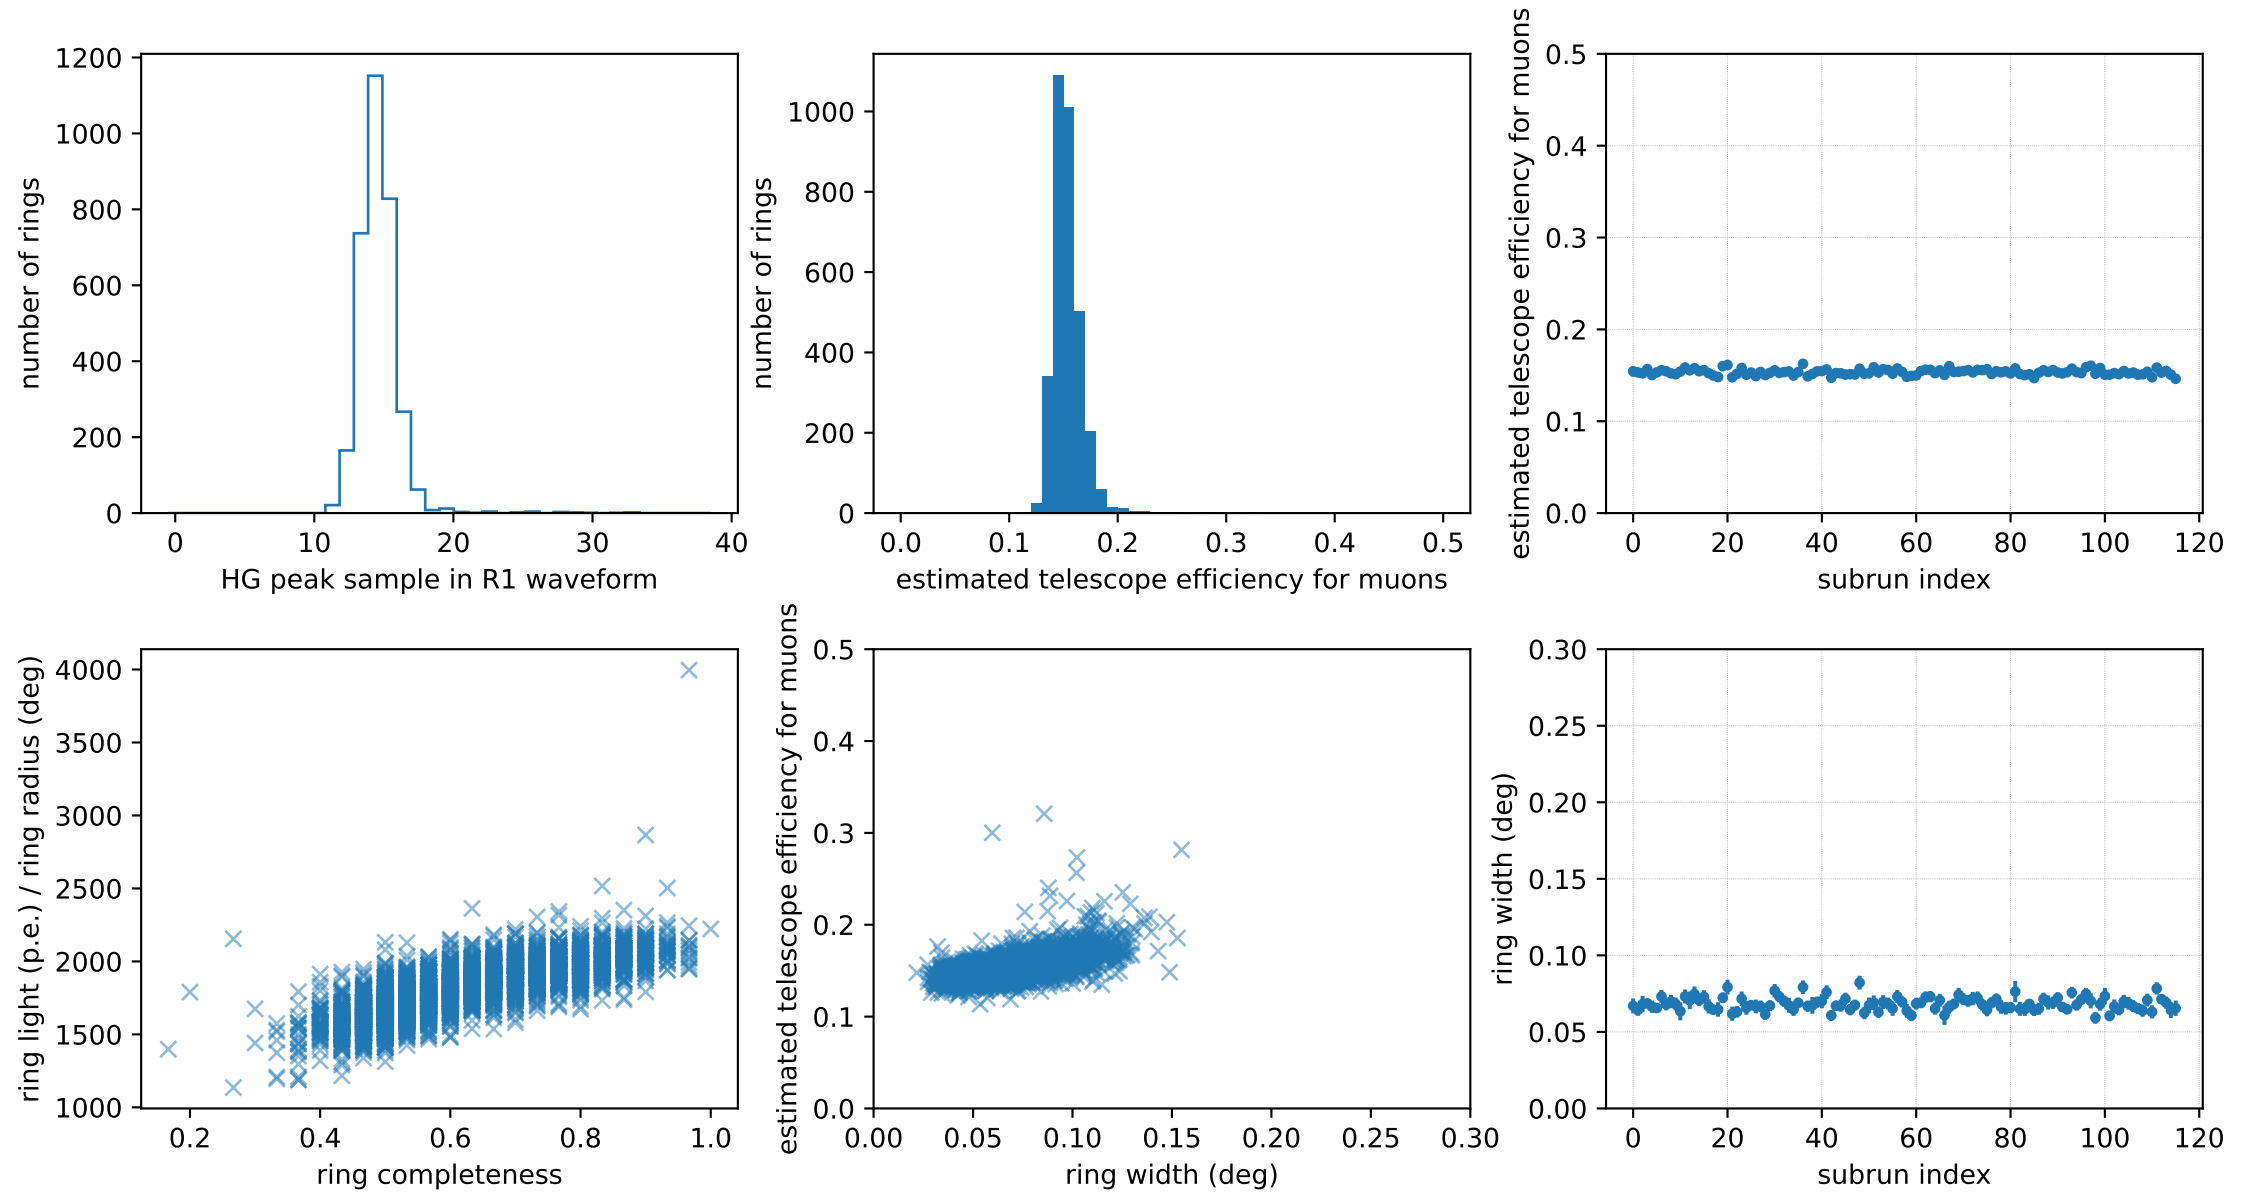 number of rings
1200
1000
800
600
400
200
0
0 10 20 30 40
HG peak sample in R1 waveform
number of rings
1000
800
600
400
200
0
0.0 0.1 0.2 0.3 0.4 0.5
estimated telescope efficiency for muons
estimated telescope efficiency for muons
0.5
0.4
0.3
0.2
0.1
0.0
0 20 40 60 80 100 120
subrun index
ring light (p.e.) / ring radius (deg)
4000
3500
3000
2500
2000
1500
1000
0.2 0.4 0.6 0.8 1.0
ring completeness
estimated telescope efficiency for muons
0.5
0.4
0.3
0.2
0.1
0.0
0.00 0.05 0.10 0.15 0.20 0.25 0.30
ring width (deg)
ring width (deg)
0.30
0.25
0.20
0.15
0.10
0.05
0.00
0 20 40 60 80 100 120
subrun index